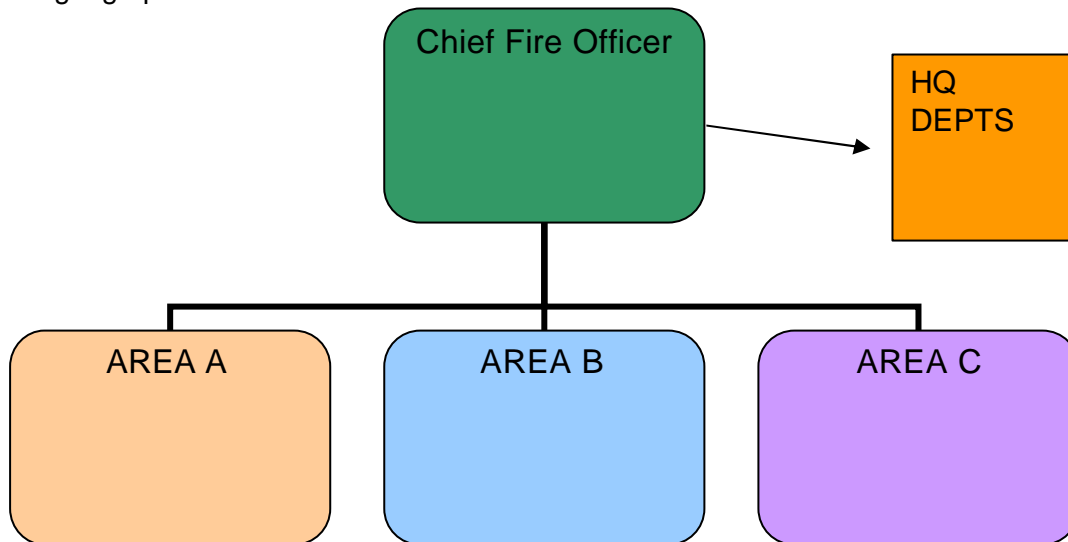 Chief Fire Officer
HQ
DEPTS
AREA A
AREA B
AREA C